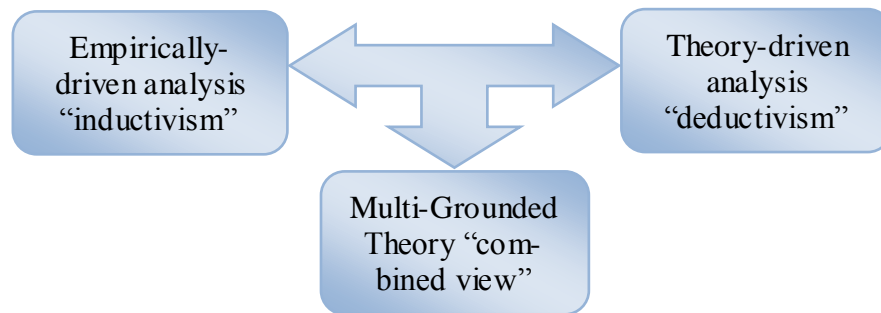 Empirically-
driven analysis
“inductivism”
Theory-driven
analysis
“deductivism”
Multi-Grounded
Theory “com-
bined view”